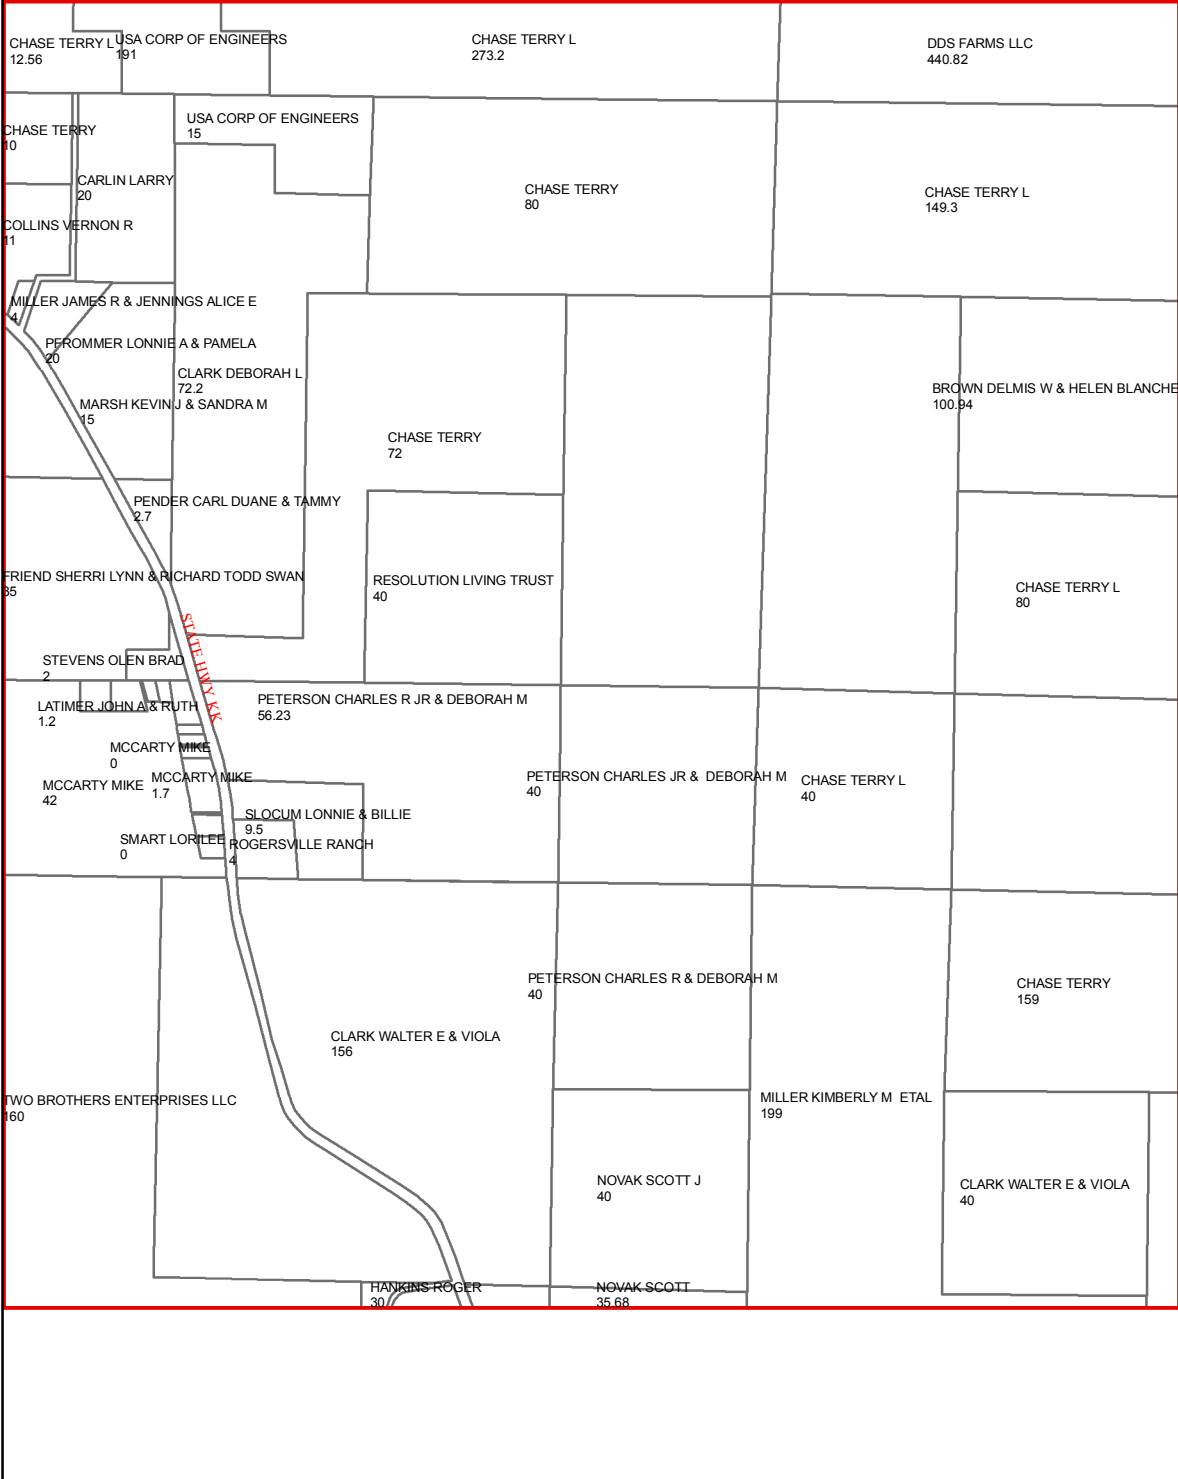 CHASE TERRY L
12.56
USA CORP OF ENGINEERS
191
CHASE TERRY L
273.2
DDS FARMS LLC
440.82
CHASE TERRY
10
USA CORP OF ENGINEERS
15
CARLIN LARRY
20
CHASE TERRY
80
CHASE TERRY L
149.3
COLLINS VERNON R
11
MILLER JAMES R & JENNINGS ALICE E
4
PFROMMER LONNIE A & PAMELA
20
CLARK DEBORAH L
72.2
MARSH KEVIN J & SANDRA M
15
BROWN DELMIS W & HELEN BLANCHE
100.94
CHASE TERRY
72
PENDER CARL DUANE & TAMMY
2.7
FRIEND SHERRI LYNN & RICHARD TODD SWAN
35
RESOLUTION LIVING TRUST
40
CHASE TERRY L
80
STATE HWY KK
STEVENS OLEN BRAD
2
LATIMER JOHN A & RUTH
1.2
PETERSON CHARLES R JR & DEBORAH M
56.23
MCCARTY MIKE
0
MCCARTY MIKE
42
MCCARTY MIKE
1.7
PETERSON CHARLES JR & DEBORAH M
40
CHASE TERRY L
40
SLOCUM LONNIE & BILLIE
9.5
SMART LORILEE
0
ROGERSVILLE RANCH
4
PETERSON CHARLES R & DEBORAH M
40
CHASE TERRY
159
CLARK WALTER E & VIOLA
156
TWO BROTHERS ENTERPRISES LLC
160
MILLER KIMBERLY M ETAL
199
NOVAK SCOTT J
40
CLARK WALTER E & VIOLA
40
HANKINS ROGER
30
NOVAK SCOTT
35.68